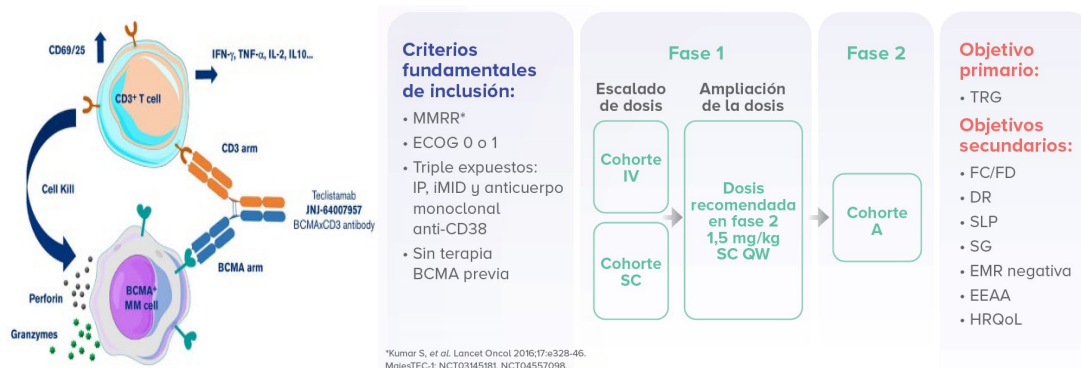 CD69/25
IFN-γ, TNF-α, IL-2, IL10...
CD3⁺ T cell
CD3 arm
Cell Kill
Teclistamab
JNJ-64007957
BCMAxCD3 antibody
BCMA arm
BCMA⁺
MM cell
Perforin
Granzymes
Criterios
fundamentales
de inclusión:
• MMRR*
• ECOG 0 o 1
• Triple expuestos:
IP, iMID y anticuerpo
monoclonal
anti-CD38
• Sin terapia
BCMA previa
Fase 1
Escalado
de dosis
Ampliación
de la dosis
Cohorte
IV
Cohorte
SC
Dosis
recomendada
en fase 2
1,5 mg/kg
SC QW
Fase 2
Cohorte
A
Objetivo
primario:
• TRG
Objetivos
secundarios:
• FC/FD
• DR
• SLP
• SG
• EMR negativa
• EEAA
• HRQoL
*Kumar S, et al. Lancet Oncol 2016;17:e328-46.
MajesTEC-1: NCT03145181, NCT04557098.